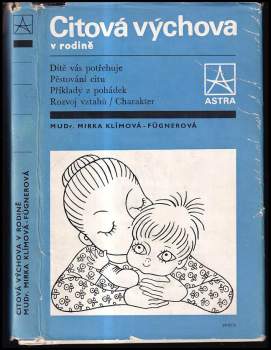 Citová výchova
v rodině
Dítě vás potřebuje
Pěstování citu
Příklady z pohádek
Rozvoj vztahů / Charakter
ASTRA
MUDr. MIRKA KLÍMOVÁ-FÜGNEROVÁ
CITOVÁ VÝCHOVA V RODINĚ
MUDr. MIRKA KLÍMOVÁ-FÜGNEROVÁ